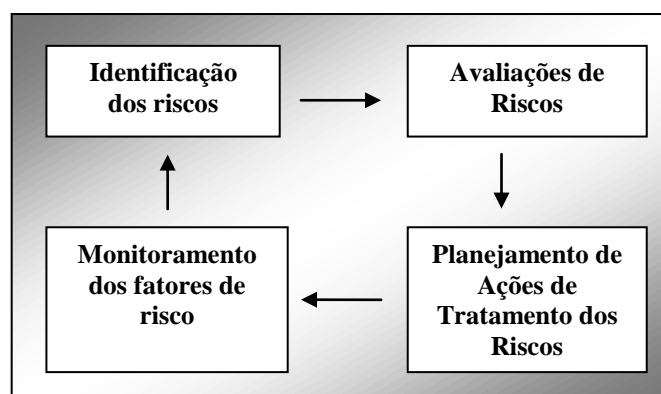 Identificação
dos riscos
Avaliações de
Riscos
Monitoramento
dos fatores de
risco
Planejamento de
Ações de
Tratamento dos
Riscos